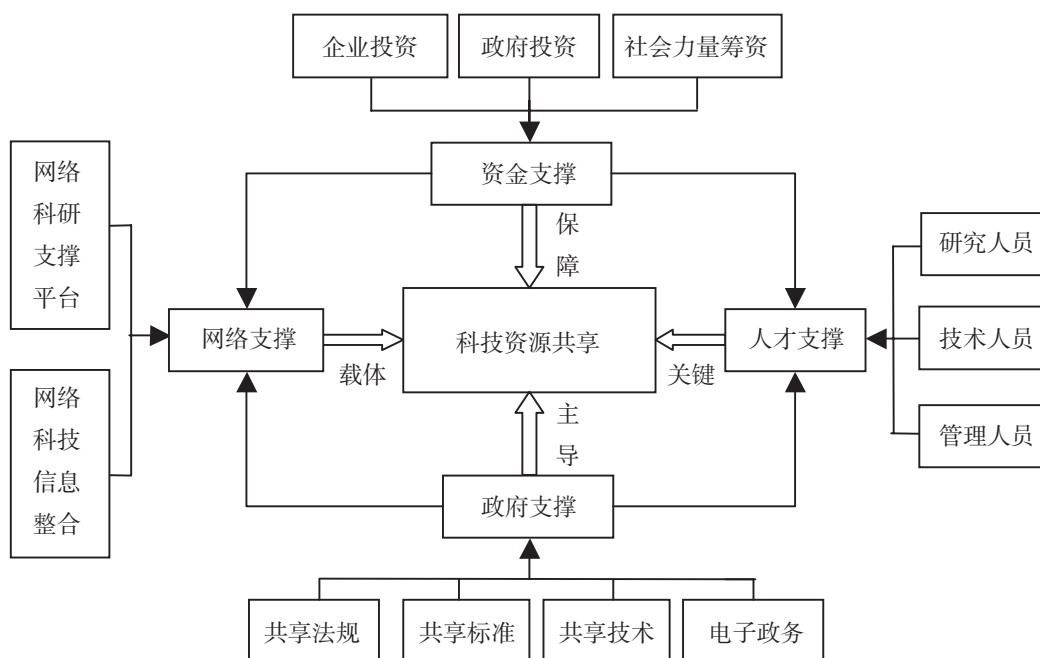 企业投资
政府投资
社会力量筹资
资金支撑
保
障
网络
科研
支撑
平台
网络
科技
信息
整合
网络支撑
载体
科技资源共享
关键
人才支撑
研究人员
技术人员
管理人员
主
导
政府支撑
共享法规
共享标准
共享技术
电子政务